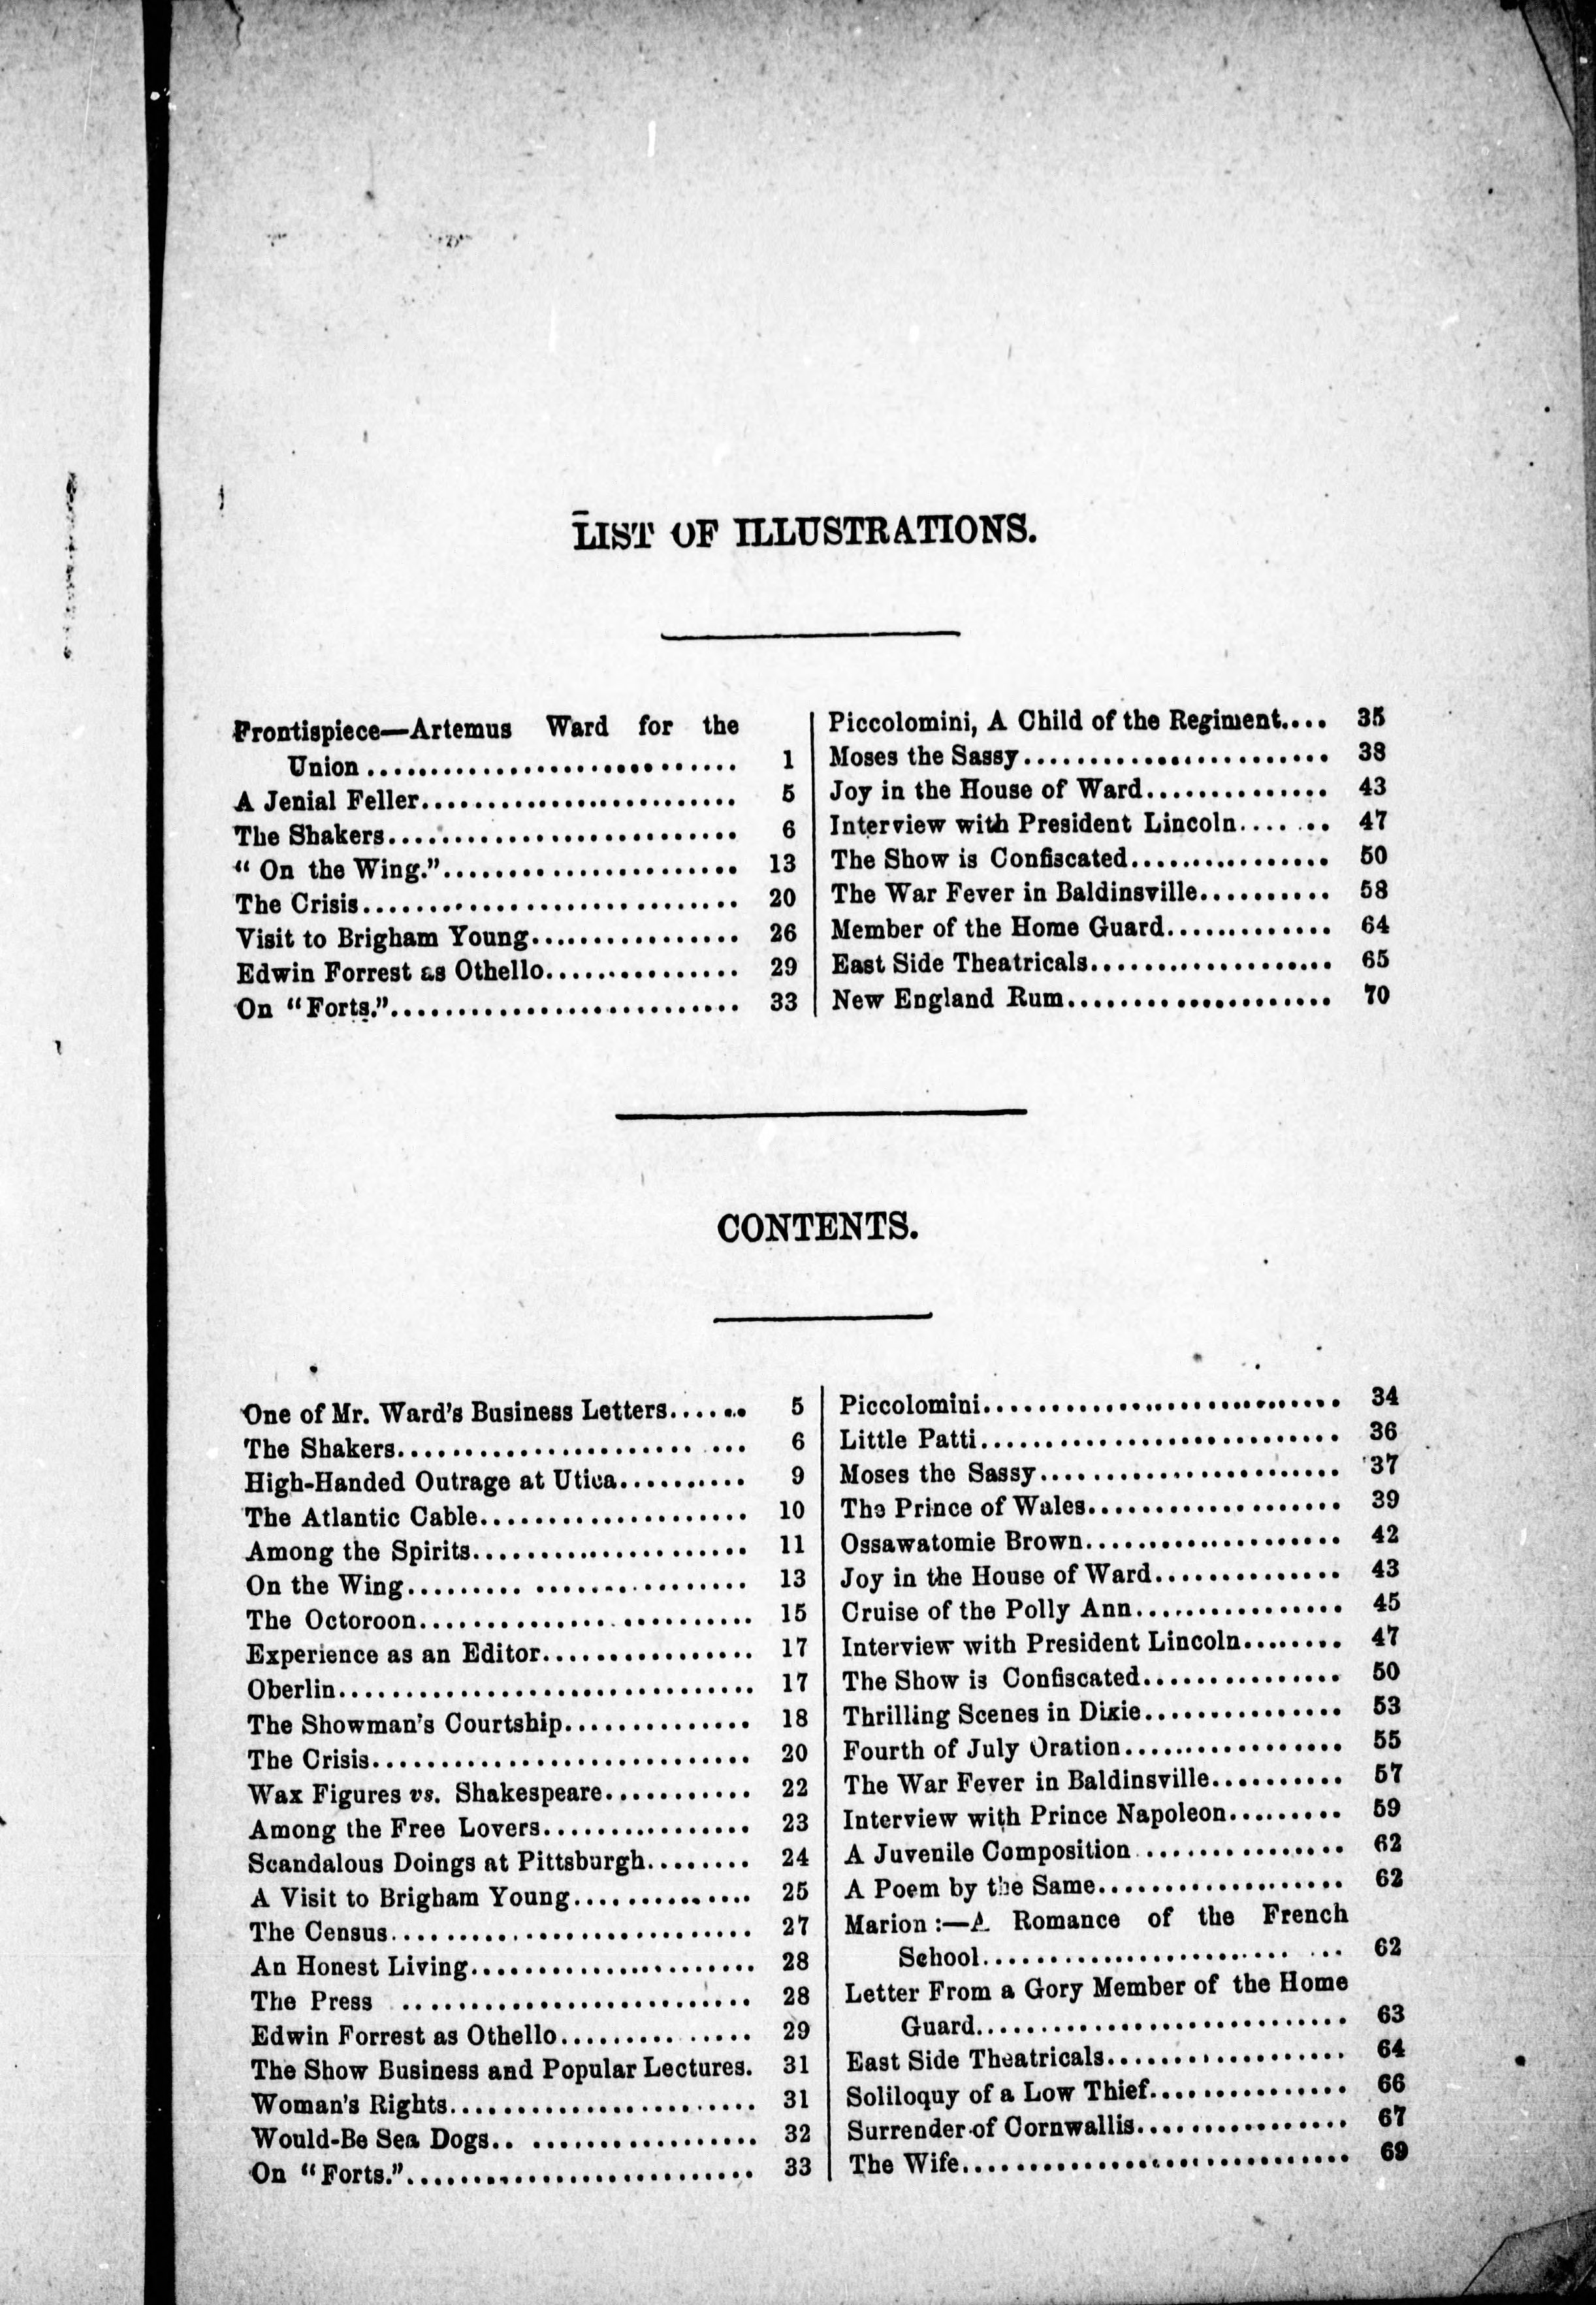 LIST OF ILLUSTRATIONS.
Frontispiece—Artemus Ward for the
Union........................... 1
A Jenial Feller........................ 5
The Shakers........................... 6
“ On the Wing.”....................... 13
The Crisis............................. 20
Visit to Brigham Young................ 26
Edwin Forrest as Othello............... 29
On “Forts.”........................... 33
Piccolomini, A Child of the Regiment.... 35
Moses the Sassy....................... 38
Joy in the House of Ward.............. 43
Interview with President Lincoln....... 47
The Show is Confiscated............... 50
The War Fever in Baldinsville.......... 58
Member of the Home Guard............. 64
East Side Theatricals................... 65
New England Rum.................... 70
CONTENTS.
One of Mr. Ward's Business Letters...... 5
The Shakers.......................... 6
High-Handed Outrage at Utica.......... 9
The Atlantic Cable.................... 10
Among the Spirits..................... 11
On the Wing......................... 13
The Octoroon......................... 15
Experience as an Editor................ 17
Oberlin............................... 17
The Showman's Courtship.............. 18
The Crisis............................. 20
Wax Figures vs. Shakespeare........... 22
Among the Free Lovers................ 23
Scandalous Doings at Pittsburgh........ 24
A Visit to Brigham Young.............. 25
The Census........................... 27
An Honest Living..................... 28
The Press ........................... 28
Edwin Forrest as Othello.............. 29
The Show Business and Popular Lectures. 31
Woman's Rights....................... 31
Would-Be Sea Dogs.. ................. 32
On “Forts.”.......................... 33
Piccolomini........................... 34
Little Patti............................ 36
Moses the Sassy....................... 37
The Prince of Wales................... 39
Ossawatomie Brown................... 42
Joy in the House of Ward.............. 43
Cruise of the Polly Ann................ 45
Interview with President Lincoln........ 47
The Show is Confiscated............... 50
Thrilling Scenes in Dixie............... 53
Fourth of July Oration................. 55
The War Fever in Baldinsville.......... 57
Interview with Prince Napoleon......... 59
A Juvenile Composition............... 62
A Poem by the Same................... 62
Marion :—A Romance of the French
School.......................... 62
Letter From a Gory Member of the Home
Guard............................ 63
East Side Theatricals.................. 64
Soliloquy of a Low Thief............... 66
Surrender of Cornwallis................ 67
The Wife............................. 69